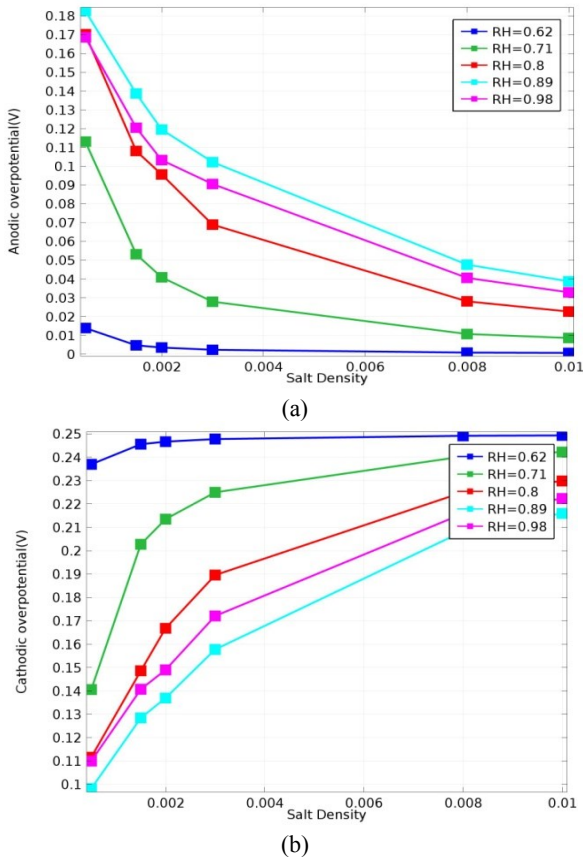 0.18
0.17
0.16
0.15
0.14
0.13
0.12
0.11
0.1
0.09
0.08
0.07
0.06
0.05
0.04
0.03
0.02
0.01
0
Anodic overpotential(V)
RH=0.62
RH=0.71
RH=0.8
RH=0.89
RH=0.98
0.002 0.004 0.006 0.008 0.01
Salt Density
(a)
0.25
0.24
0.23
0.22
0.21
0.2
0.19
0.18
0.17
0.16
0.15
0.14
0.13
0.12
0.11
0.1
Cathodic overpotential(V)
RH=0.62
RH=0.71
RH=0.8
RH=0.89
RH=0.98
0.002 0.004 0.006 0.008 0.01
Salt Density
(b)